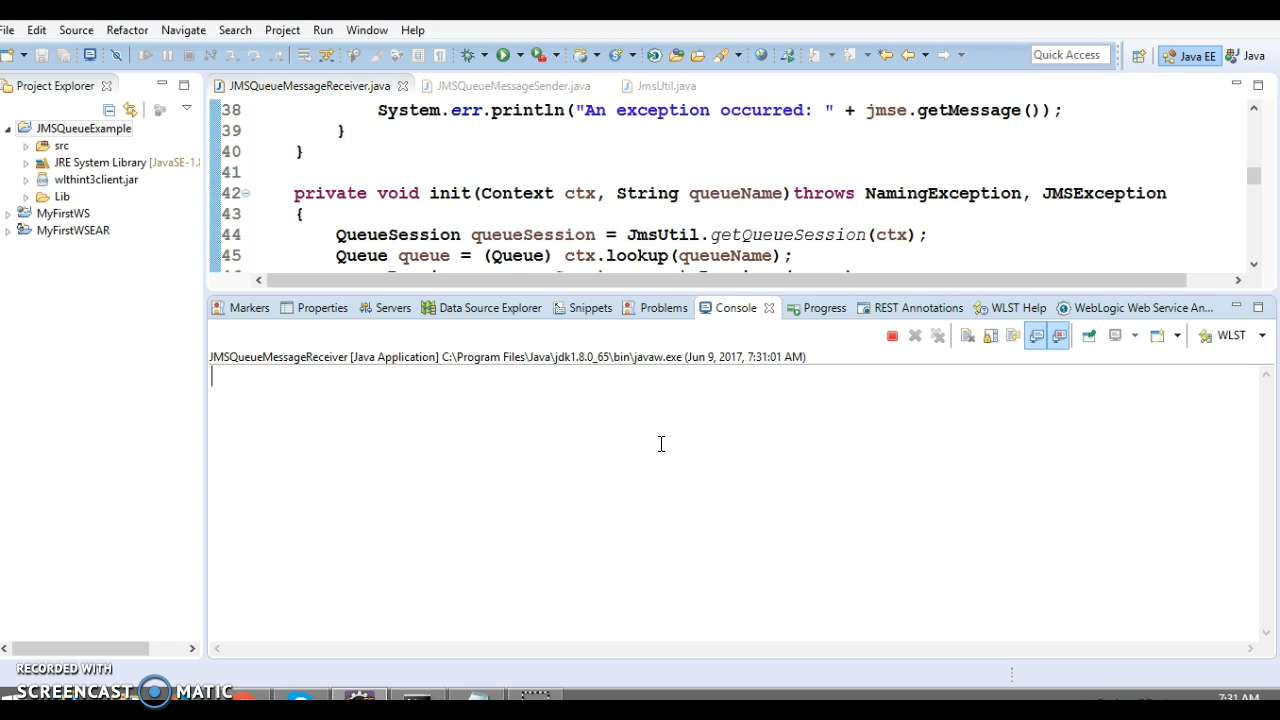 File Edit Source Refactor Navigate Search Project Run Window Help
Quick Access Java EE Java
Project Explorer
JMSQueueExample
src
JRE System Library [JavaSE-1.
wlthint3client.jar
Lib
MyFirstWS
MyFirstWSEAR
JMSQueueMessageReceiver.java JMSQueueMessageSender.java JmsUtil.java
38 System.err.println("An exception occurred: " + jmse.getMessage());
39 }
40 }
41
42 private void init(Context ctx, String queueName)throws NamingException, JMSException
43 {
44 QueueSession queueSession = JmsUtil.getQueueSession(ctx);
45 Queue queue = (Queue) ctx.lookup(queueName);
Markers Properties Servers Data Source Explorer Snippets Problems Console Progress REST Annotations WLST Help WebLogic Web Service An...
WLST
JMSQueueMessageReceiver [Java Application] C:\Program Files\Java\jdk1.8.0_65\bin\javaw.exe (Jun 9, 2017, 7:31:01 AM)
RECORDED WITH
SCREENCAST MATIC
7:31 AM